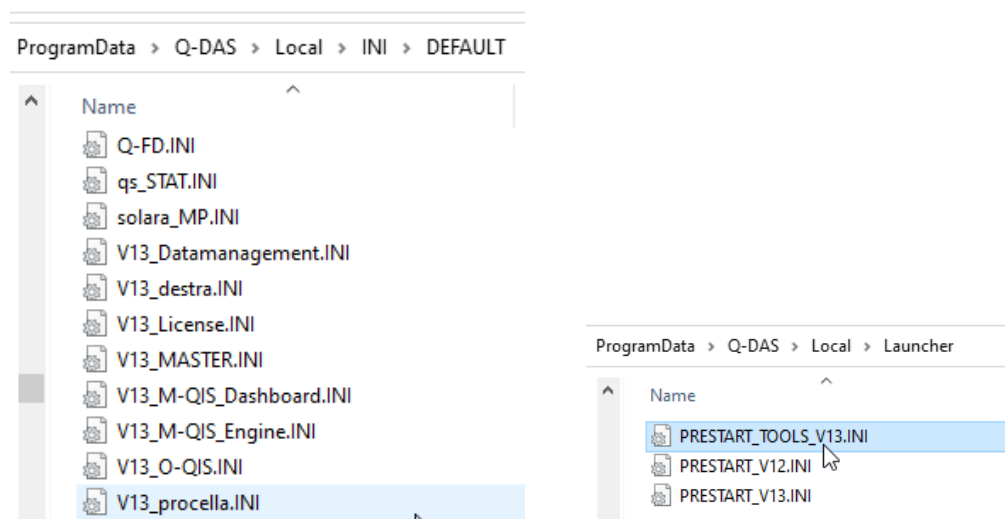 ProgramData > Q-DAS > Local > INI > DEFAULT
Name
Q-FD.INI
qs_STAT.INI
solara_MP.INI
V13_Datamanagement.INI
V13_destra.INI
V13_License.INI
V13_MASTER.INI
V13_M-QIS_Dashboard.INI
V13_M-QIS_Engine.INI
V13_O-QIS.INI
V13_procella.INI
ProgramData > Q-DAS > Local > Launcher
Name
PRESTART_TOOLS_V13.INI
PRESTART_V12.INI
PRESTART_V13.INI